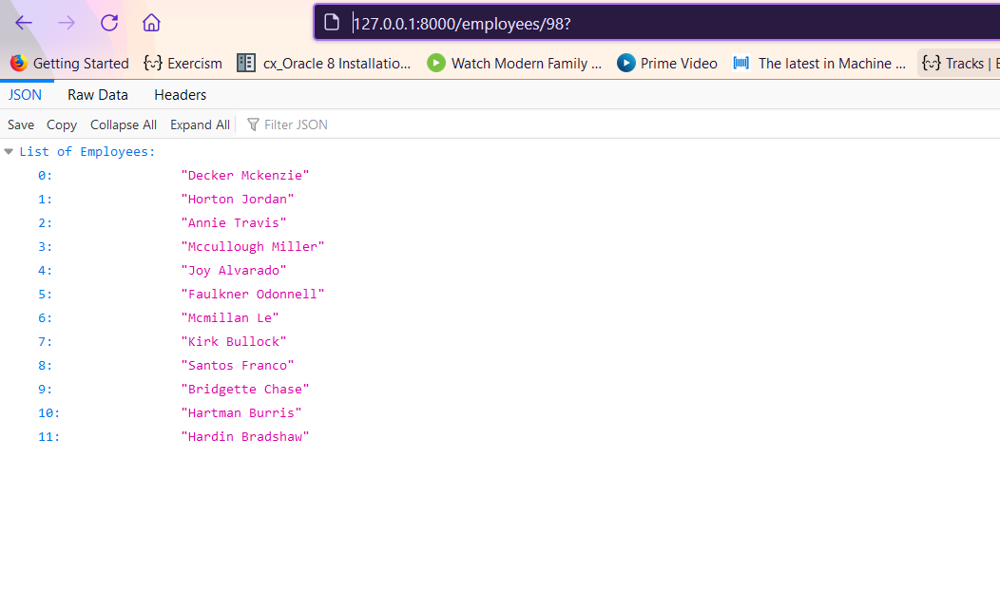 127.0.0.1:8000/employees/98?
Getting Started Exercism cx_Oracle 8 Installatio... Watch Modern Family ... Prime Video The latest in Machine ... Tracks | E
JSON Raw Data Headers
Save Copy Collapse All Expand All Filter JSON
List of Employees:
0: "Decker Mckenzie"
1: "Horton Jordan"
2: "Annie Travis"
3: "Mccullough Miller"
4: "Joy Alvarado"
5: "Faulkner Odonnell"
6: "Mcmillan Le"
7: "Kirk Bullock"
8: "Santos Franco"
9: "Bridgette Chase"
10: "Hartman Burris"
11: "Hardin Bradshaw"